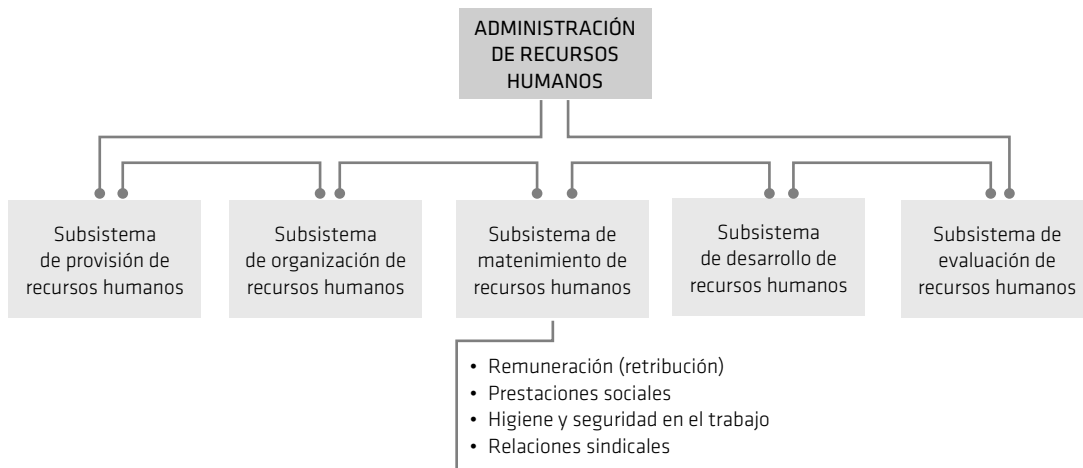 ADMINISTRACIÓN
DE RECURSOS
HUMANOS
Subsistema
de provisión de
recursos humanos
Subsistema
de organización de
recursos humanos
Subsistema de
matenimiento de
recursos humanos
Subsistema
de desarrollo de
recursos humanos
Subsistema de
evaluación de
recursos humanos
• Remuneración (retribución)
• Prestaciones sociales
• Higiene y seguridad en el trabajo
• Relaciones sindicales